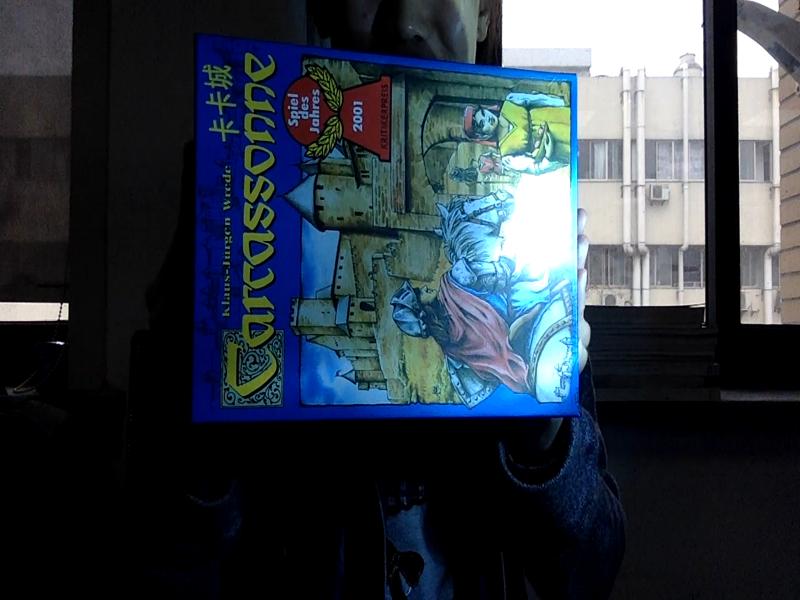 卡卡城
Klaus-Jürgen Wrede
Carcassonne
Spiel
des
Jahres
2001
KRITIKERPREIS